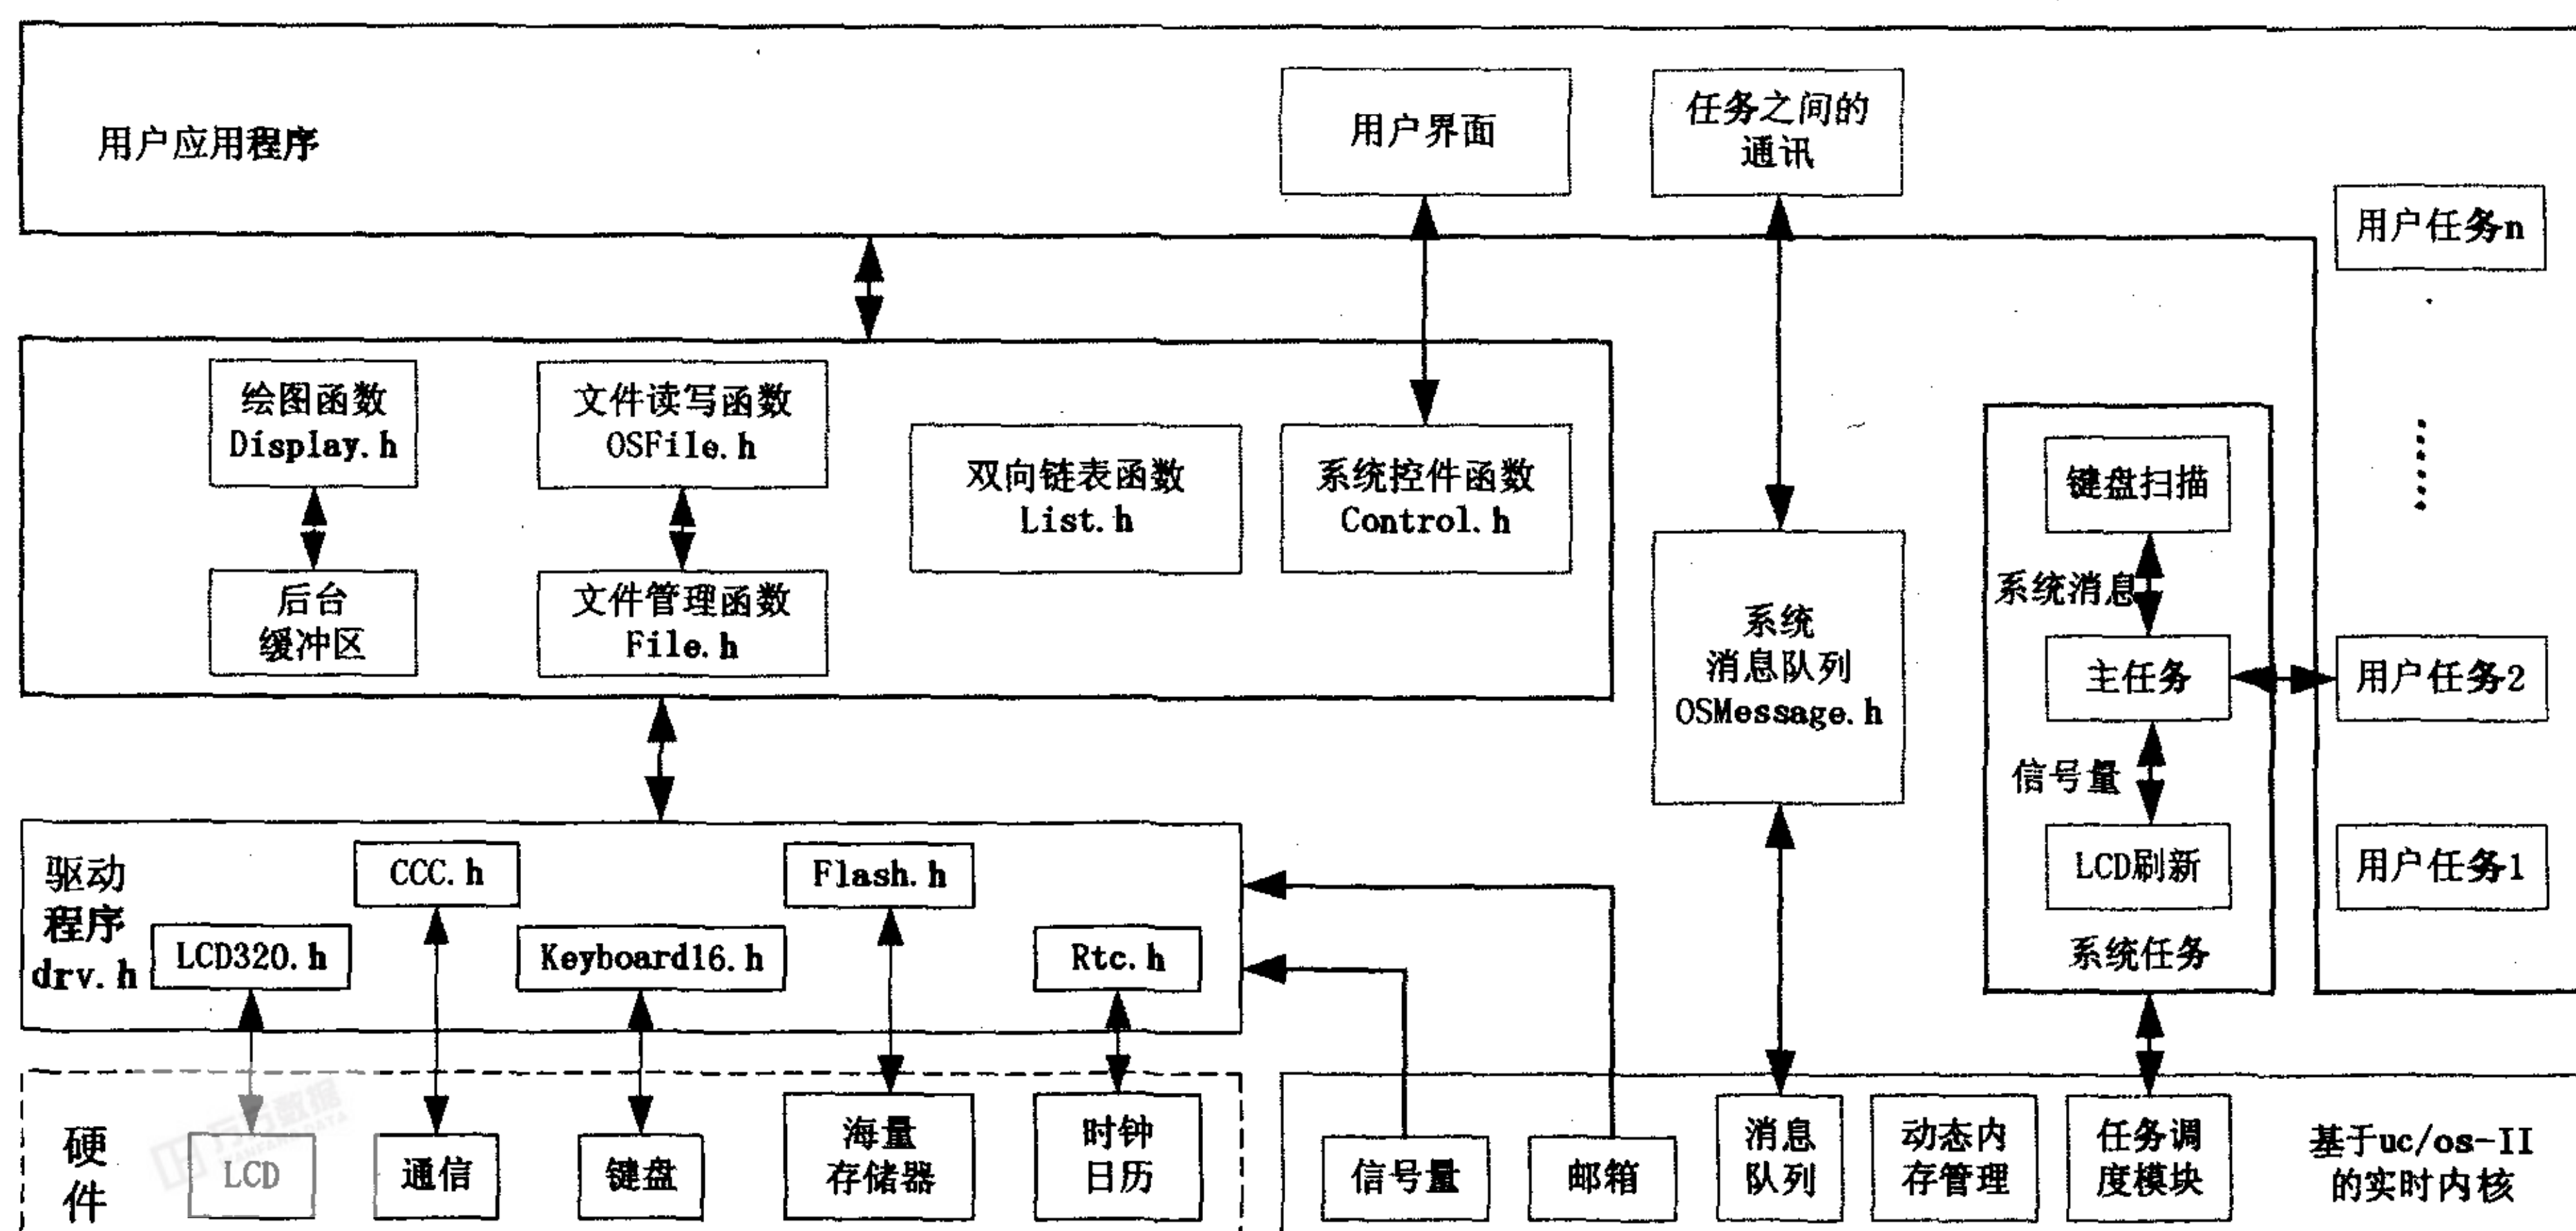 用户应用程序
用户界面
任务之间的
通讯
用户任务n
绘图函数
Display.h
文件读写函数
OSFile.h
双向链表函数
List.h
系统控件函数
Control.h
后台
缓冲区
文件管理函数
File.h
系统
消息队列
OSMessage.h
键盘扫描
系统消息
主任务
信号量
LCD刷新
系统任务
用户任务2
用户任务1
驱动
程序
drv.h
LCD320.h
CCC.h
Keyboard16.h
Flash.h
Rtc.h
硬
件
LCD
通信
键盘
海量
存储器
时钟
日历
信号量
邮箱
消息
队列
动态内
存管理
任务调
度模块
基于uc/os-II
的实时内核
万方数据
WANFANG DATA